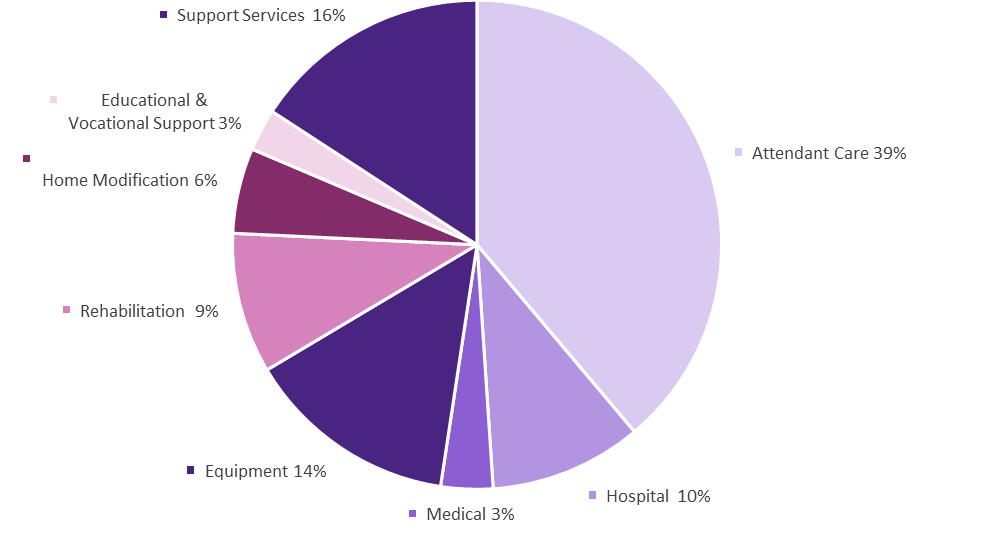 Support Services 16%
Educational &
Vocational Support 3%
Home Modification 6%
Attendant Care 39%
Rehabilitation 9%
Equipment 14%
Hospital 10%
Medical 3%